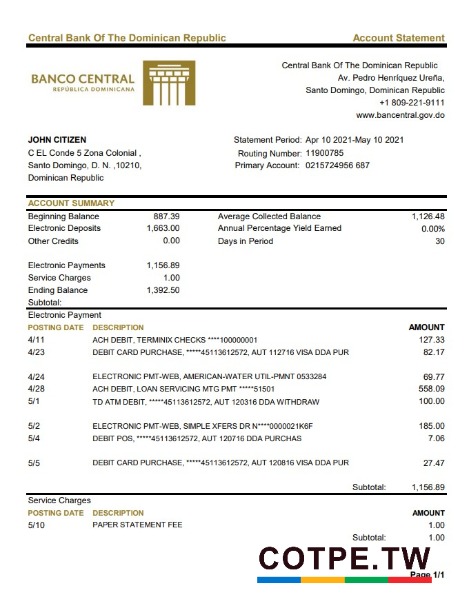 Central Bank Of The Dominican Republic Account Statement
BANCO CENTRAL
REPÚBLICA DOMINICANA
Central Bank Of The Dominican Republic
Av. Pedro Henríquez Ureña,
Santo Domingo, Dominican Republic
+1 809-221-9111
www.bancentral.gov.do
JOHN CITIZEN
C EL Conde 5 Zona Colonial ,
Santo Domingo, D. N. ,10210,
Dominican Republic
Statement Period: Apr 10 2021-May 10 2021
Routing Number: 11900785
Primary Account: 0215724956 687
ACCOUNT SUMMARY
Beginning Balance 887.39 Average Collected Balance 1,126.48
Electronic Deposits 1,663.00 Annual Percentage Yield Earned 0.00%
Other Credits 0.00 Days in Period 30
Electronic Payments 1,156.89
Service Charges 1.00
Ending Balance 1,392.50
Subtotal:
Electronic Payment
POSTING DATE DESCRIPTION AMOUNT
4/11 ACH DEBIT, TERMINIX CHECKS ****100000001 127.33
4/23 DEBIT CARD PURCHASE, *****45113612572, AUT 112716 VISA DDA PUR 82.17
4/24 ELECTRONIC PMT-WEB, AMERICAN-WATER UTIL-PMNT 0533284 69.77
4/28 ACH DEBIT, LOAN SERVICING MTG PMT *****51501 558.09
5/1 TD ATM DEBIT, *****45113612572, AUT 120316 DDA WITHDRAW 100.00
5/2 ELECTRONIC PMT-WEB, SIMPLE XFERS DR N****0000021K6F 185.00
5/4 DEBIT POS, *****45113612572, AUT 120716 DDA PURCHAS 7.06
5/5 DEBIT CARD PURCHASE, *****45113612572, AUT 120816 VISA DDA PUR 27.47
Subtotal: 1,156.89
Service Charges
POSTING DATE DESCRIPTION AMOUNT
5/10 PAPER STATEMENT FEE 1.00
Subtotal: 1.00
COTPE.TW
Page 1/1